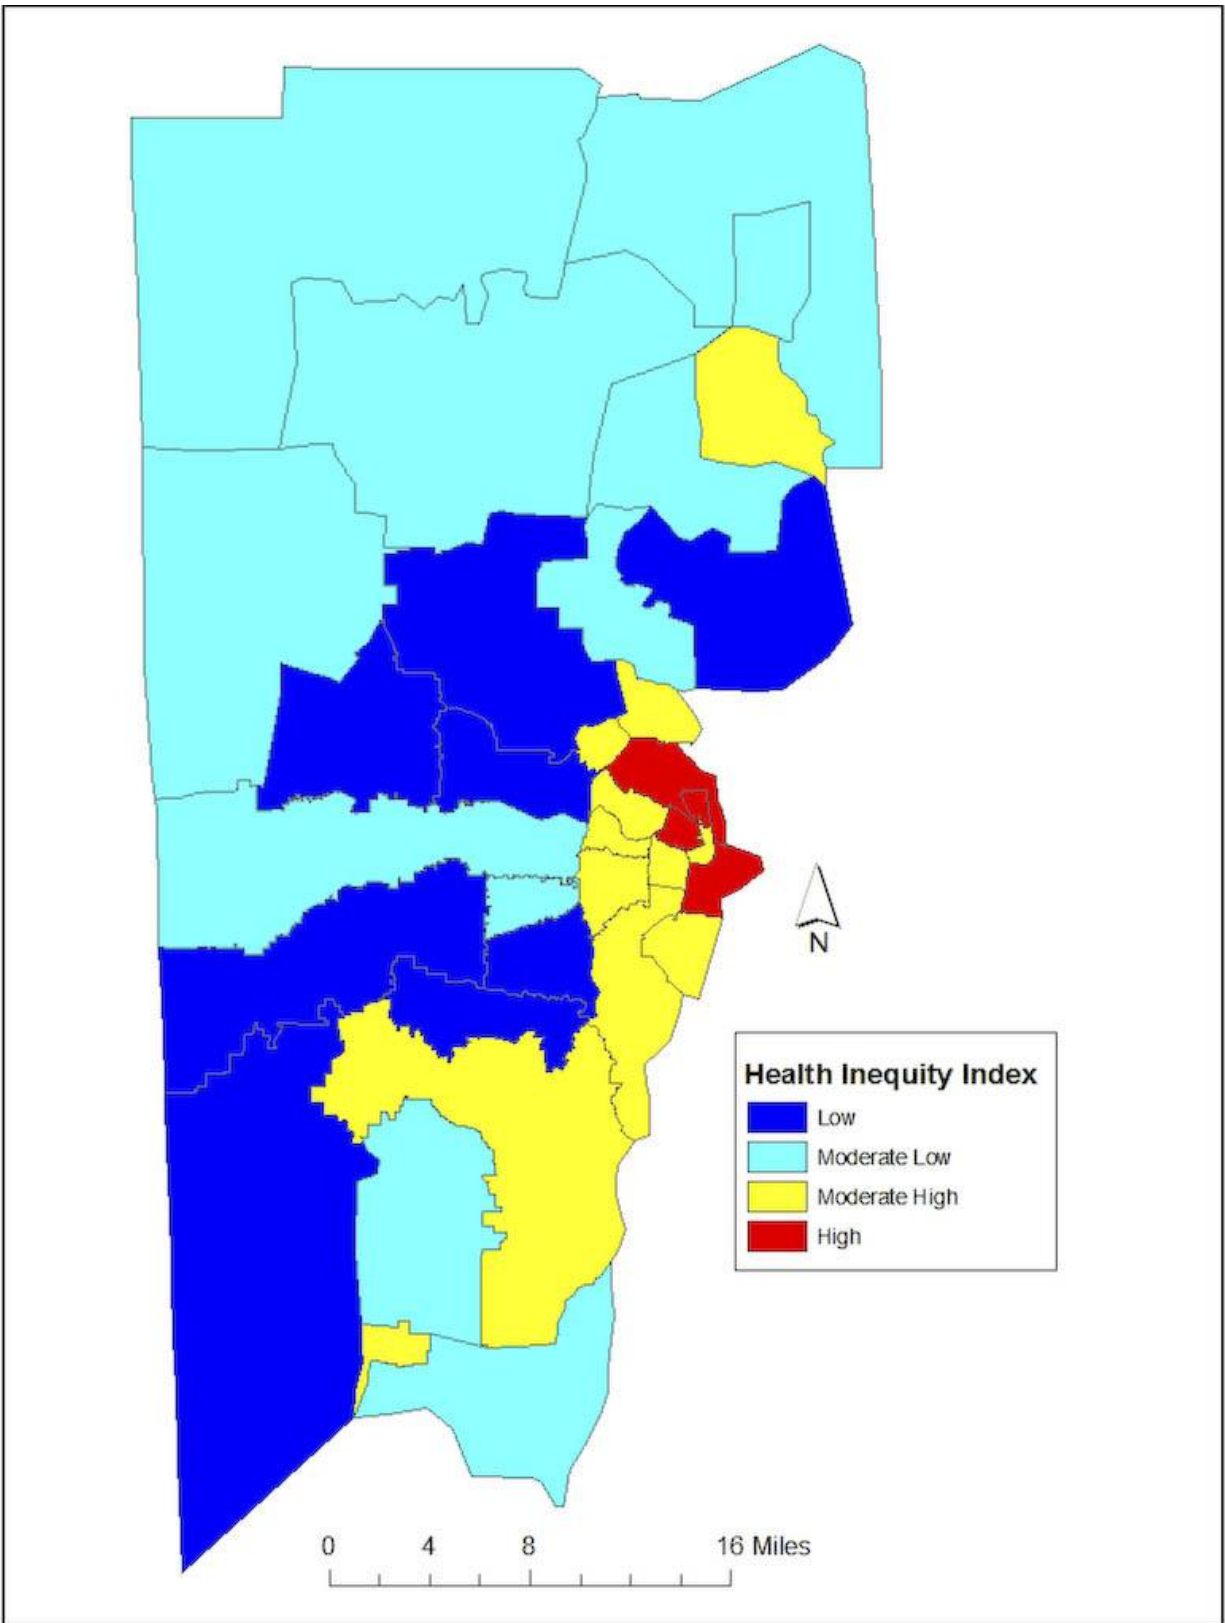 N
Health Inequity Index
Low
Moderate Low
Moderate High
High
0 4 8 16 Miles